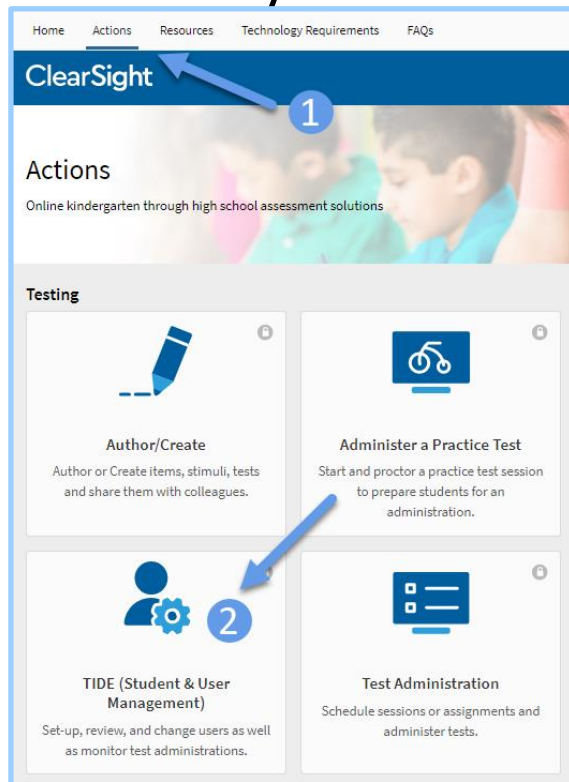 Home Actions Resources Technology Requirements FAQs
ClearSight
1
Actions
Online kindergarten through high school assessment solutions
Testing
Author/Create
Author or Create items, stimuli, tests
and share them with colleagues.
Administer a Practice Test
Start and proctor a practice test session
to prepare students for an
administration.
2
TIDE (Student & User
Management)
Set-up, review, and change users as well
as monitor test administrations.
Test Administration
Schedule sessions or assignments and
administer tests.